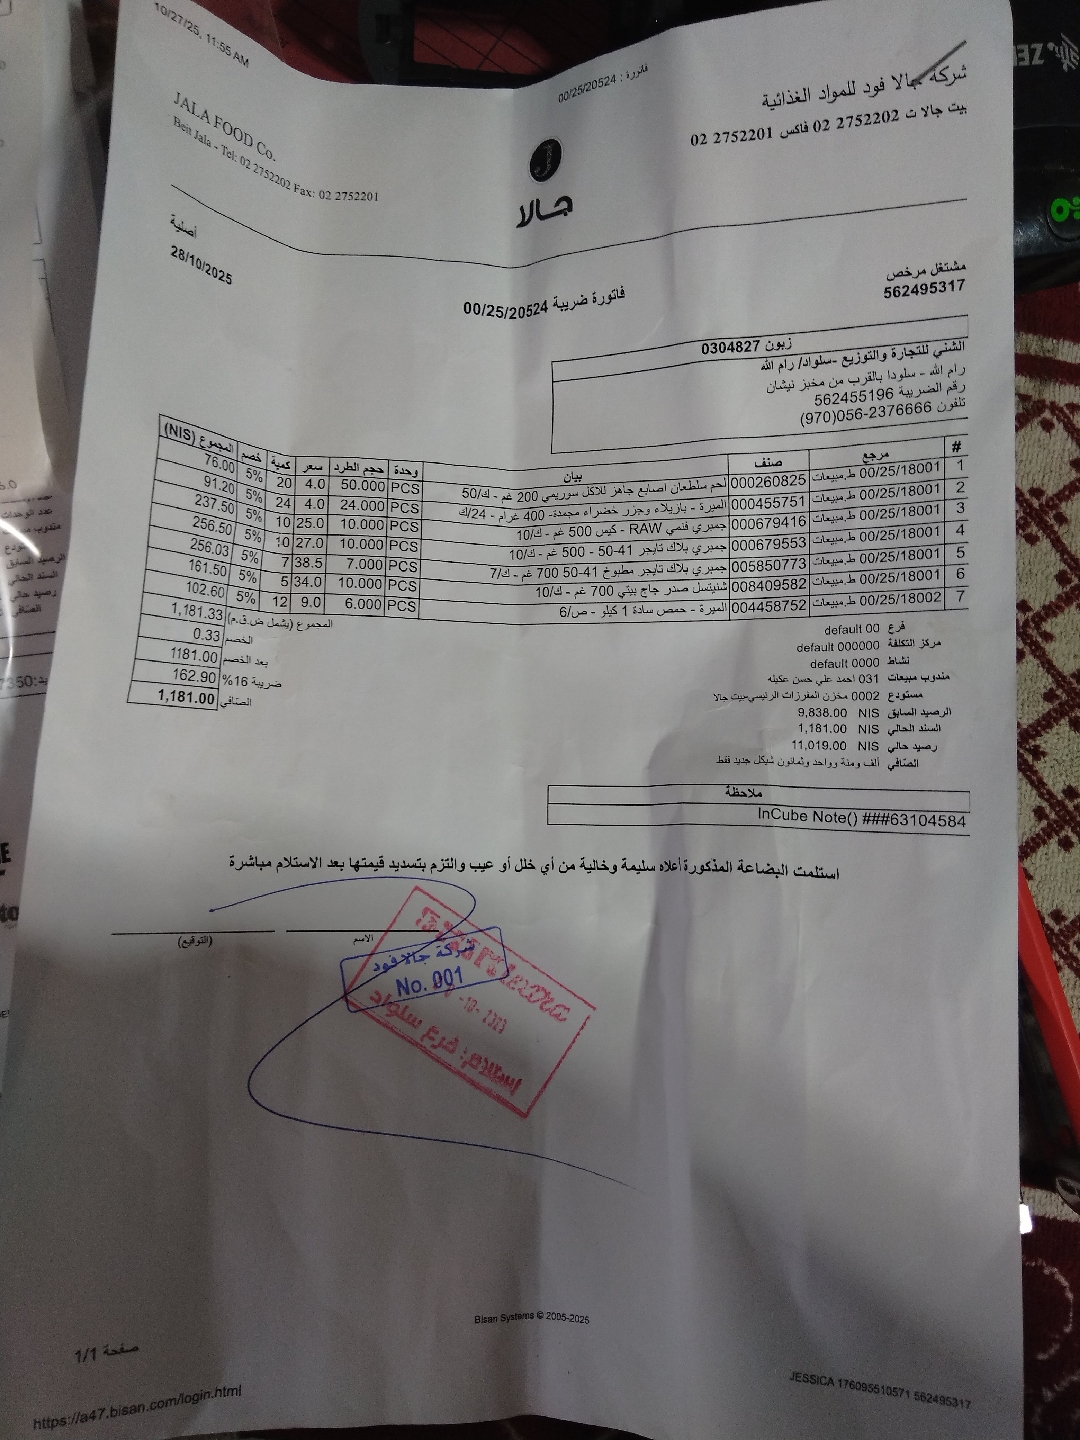 10/27/25, 11:55 AM
فاتورة : 00/25/20524
شركة جالا فود للمواد الغذائية
بيت جالا ت 2752202 02 فاكس 2752201 02
JALA FOOD Co.
Beit Jala - Tel: 02 2752202 Fax: 02 2752201
جالا
أصلية
28/10/2025
مشتغل مرخص
562495317
فاتورة ضريبة 00/25/20524
زبون 0304827
الشني للتجارة والتوزيع -سلواد/ رام الله
رام الله - سلودا بالقرب من مخبز نيشان
رقم الضريبة 562455196
تلفون 2376666-056(970)
# مرجع صنف بيان وحدة حجم الطرد سعر كمية خصم المجموع (NIS)
1 00/25/18001 ط.مبيعات 000260825 لحم سلطعان اصابع جاهز للاكل سوريمي 200 غم - ك/50 PCS 50.000 4.0 20 5% 76.00
2 00/25/18001 ط.مبيعات 000455751 الميرة - بازيلاء وجزر خضراء مجمدة- 400 غرام - 24/ك PCS 24.000 4.0 24 5% 91.20
3 00/25/18001 ط.مبيعات 000679416 جمبري فنمي RAW - كيس 500 غم - ك/10 PCS 10.000 25.0 10 5% 237.50
4 00/25/18001 ط.مبيعات 000679553 جمبري بلاك تايجر 41-50 - 500 غم - ك/10 PCS 10.000 27.0 10 5% 256.50
5 00/25/18001 ط.مبيعات 005850773 جمبري بلاك تايجر مطبوخ 41-50 700 غم - ك/7 PCS 7.000 38.5 7 5% 256.03
6 00/25/18001 ط.مبيعات 008409582 شنيتسل صدر جاج بيتي 700 غم - ك/10 PCS 10.000 34.0 5 5% 161.50
7 00/25/18002 ط.مبيعات 004458752 الميرة - حمص سادة 1 كيلو - ص/6 PCS 6.000 9.0 12 5% 102.60
المجموع (يشمل ض.ق.م) 1,181.33
الخصم 0.33
بعد الخصم 1181.00
ضريبة 16% 162.90
الصافي 1,181.00
فرع 00 default
مركز التكلفة 000000 default
نشاط 0000 default
مندوب مبيعات 031 احمد علي حسن عكيله
مستودع 0002 مخزن المفرزات الرئيسي-بيت جالا
الرصيد السابق NIS 9,838.00
السند الحالي NIS 1,181.00
رصيد حالي NIS 11,019.00
الصافي ألف ومئة وواحد وثمانون شيكل جديد فقط
ملاحظة
InCube Note() ###63104584
استلمت البضاعة المذكورة أعلاه سليمة وخالية من أي خلل أو عيب والتزم بتسديد قيمتها بعد الاستلام مباشرة
الاسم
(التوقيع)
شركة جالا فود
No. 001
استلام: فرع سلواد
Bisan Systems © 2005-2025
صفحة 1/1
https://a47.bisan.com/login.html
JESSICA 176095510571 562495317